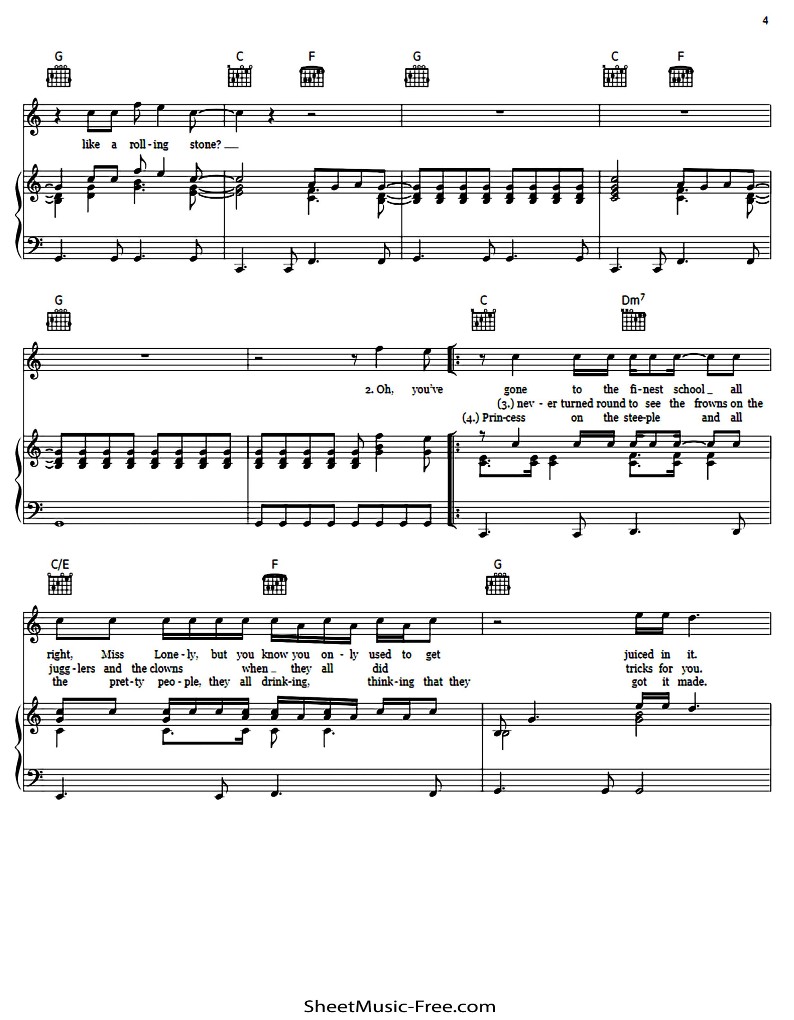 4
G C F G C F
like a roll - ing stone?
G C Dm7
2. Oh, you've gone to the fi - nest school _ all
(3.) nev - er turned round to see the frowns on the
(4.) Prin - cess on the stee - ple and all
C/E F G
right, Miss Lone - ly, but you know you on - ly used to get juiced in it.
jugg - lers and the clowns when _ they all did tricks for you.
the pret - ty peo - ple, they all drink - ing, think - ing that they got it made.
SheetMusic-Free.com